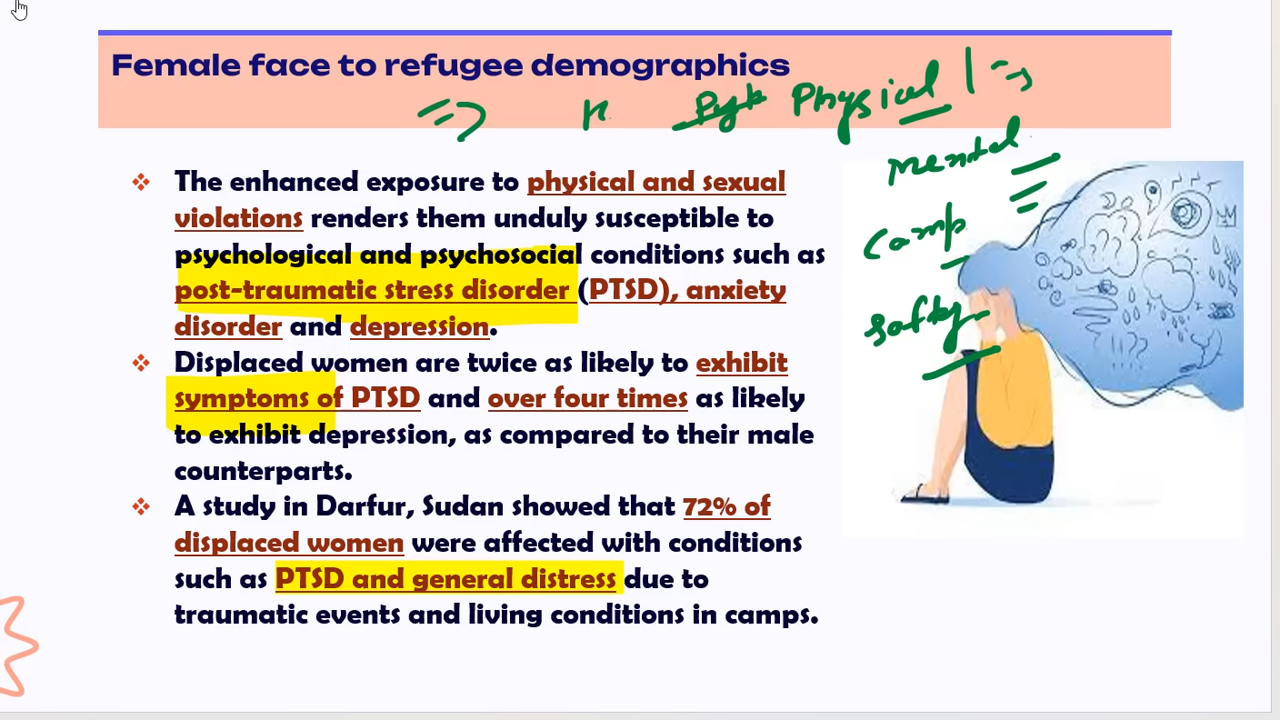 Female face to refugee demographics
Physical
Mental
Camp
Safty
The enhanced exposure to physical and sexual
violations renders them unduly susceptible to
psychological and psychosocial conditions such as
post-traumatic stress disorder (PTSD), anxiety
disorder and depression.
Displaced women are twice as likely to exhibit
symptoms of PTSD and over four times as likely
to exhibit depression, as compared to their male
counterparts.
A study in Darfur, Sudan showed that 72% of
displaced women were affected with conditions
such as PTSD and general distress due to
traumatic events and living conditions in camps.